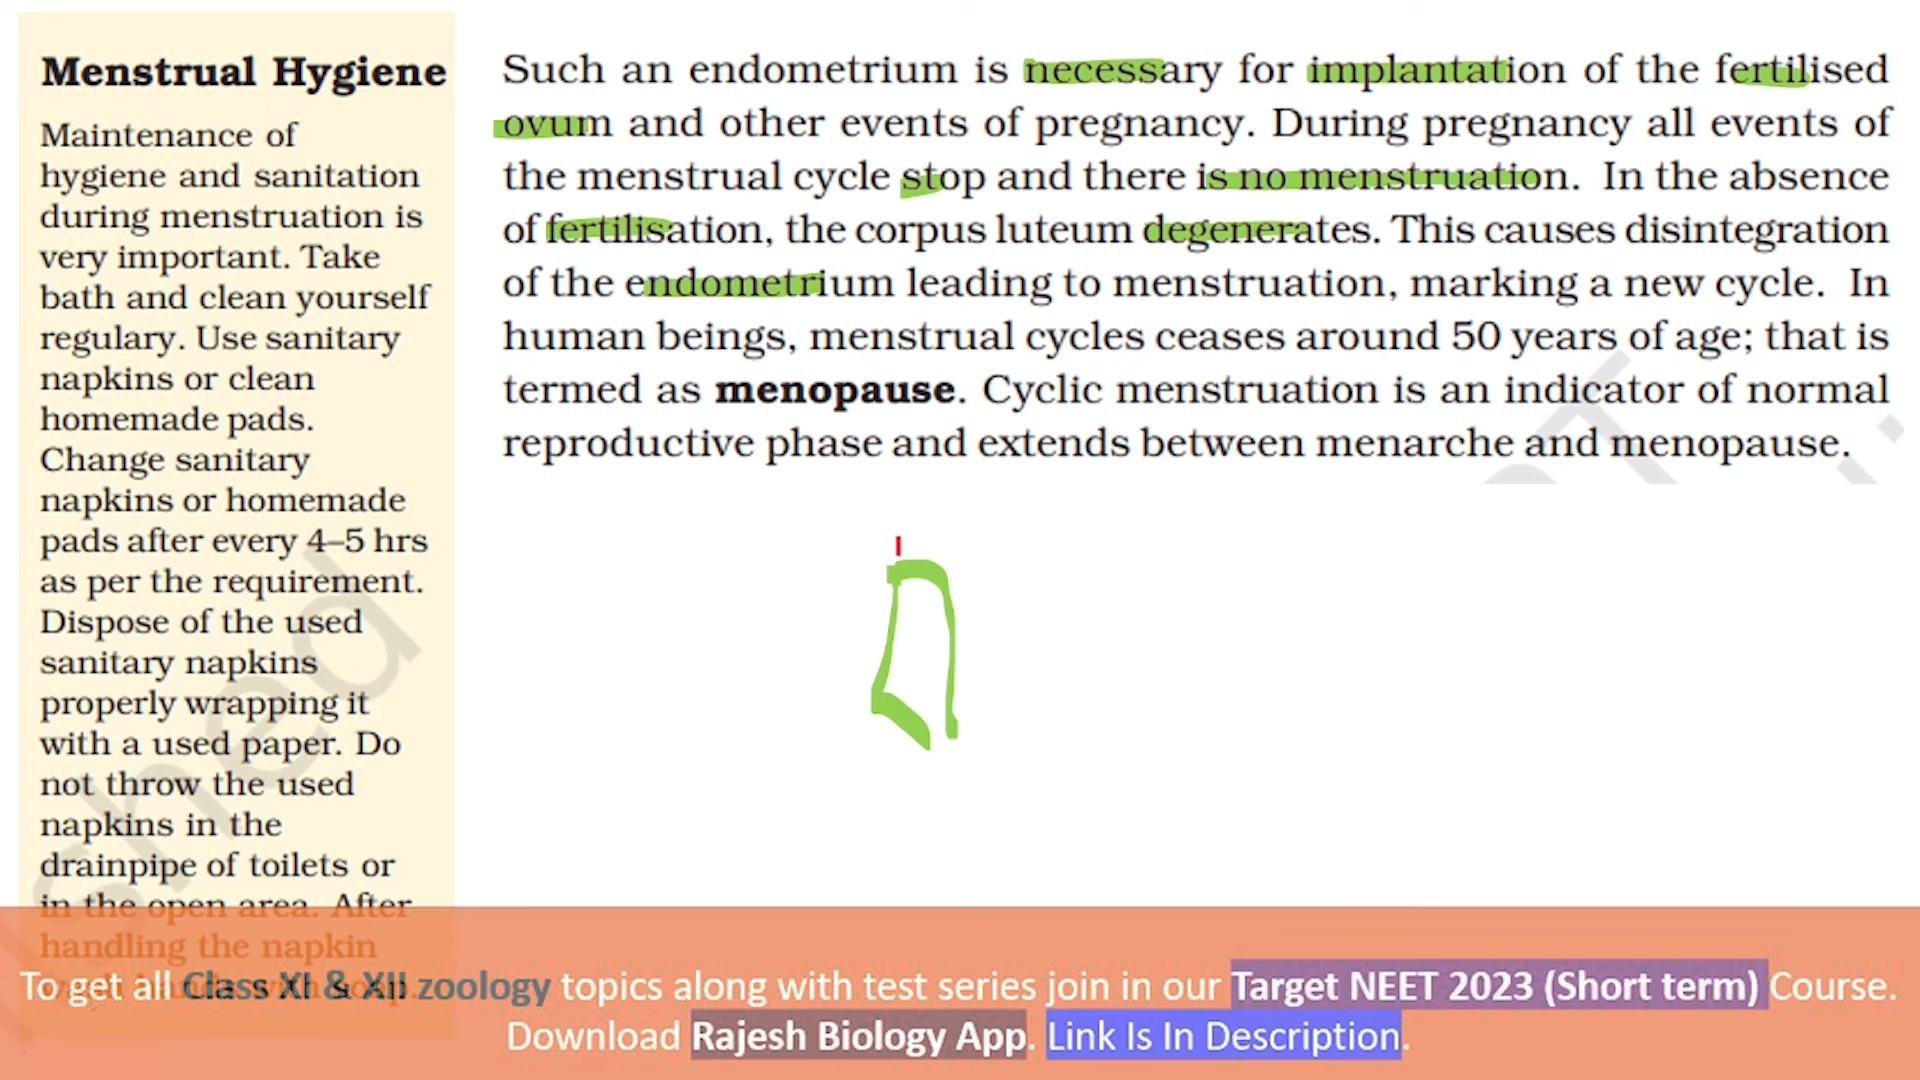 Menstrual Hygiene
Maintenance of
hygiene and sanitation
during menstruation is
very important. Take
bath and clean yourself
regulary. Use sanitary
napkins or clean
homemade pads.
Change sanitary
napkins or homemade
pads after every 4–5 hrs
as per the requirement.
Dispose of the used
sanitary napkins
properly wrapping it
with a used paper. Do
not throw the used
napkins in the
drainpipe of toilets or
in the open area. After
handling the napkin
Such an endometrium is necessary for implantation of the fertilised
ovum and other events of pregnancy. During pregnancy all events of
the menstrual cycle stop and there is no menstruation. In the absence
of fertilisation, the corpus luteum degenerates. This causes disintegration
of the endometrium leading to menstruation, marking a new cycle. In
human beings, menstrual cycles ceases around 50 years of age; that is
termed as menopause. Cyclic menstruation is an indicator of normal
reproductive phase and extends between menarche and menopause.
To get all Class XI & XII zoology topics along with test series join in our Target NEET 2023 (Short term) Course.
Download Rajesh Biology App. Link Is In Description.